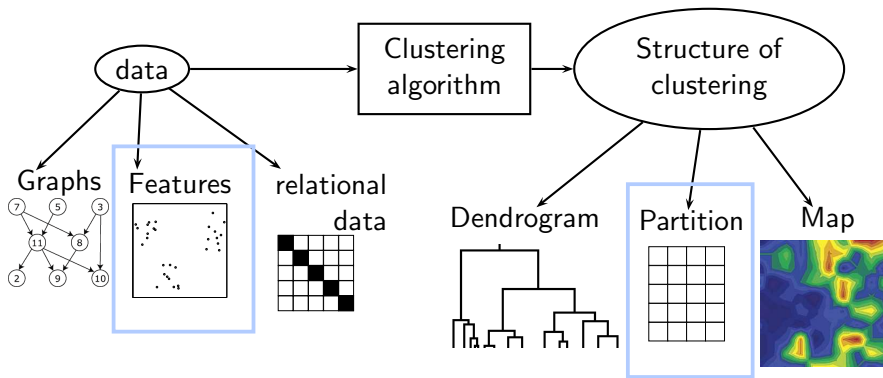 data
Clustering
algorithm
Structure of
clustering
Graphs
Features
relational
data
Dendrogram
Partition
Map
7
5
3
11
8
2
9
10